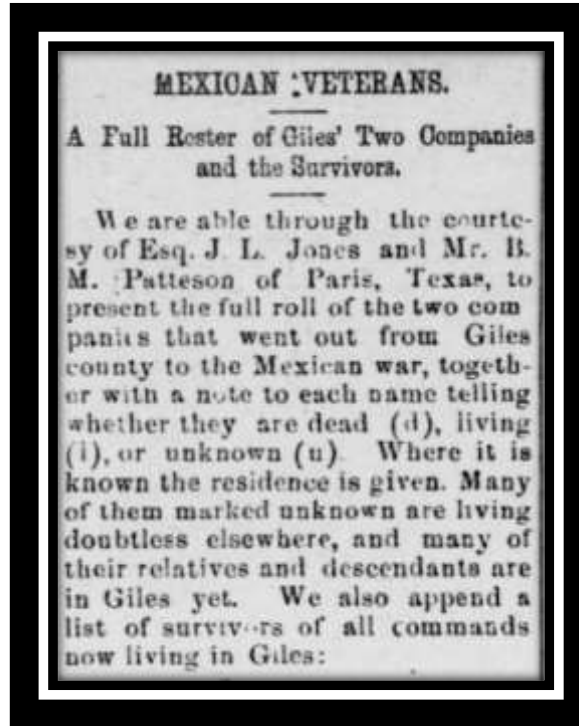 MEXICAN VETERANS.
A Full Roster of Giles' Two Companies
and the Survivors.
We are able through the courte-
sy of Esq. J. L. Jones and Mr. B.
M. Patteson of Paris, Texas, to
present the full roll of the two com
panies that went out from Giles
county to the Mexican war, togeth-
er with a note to each name telling
whether they are dead (d), living
(l), or unknown (u). Where it is
known the residence is given. Many
of them marked unknown are living
doubtless elsewhere, and many of
their relatives and descendants are
in Giles yet. We also append a
list of survivors of all commands
now living in Giles: